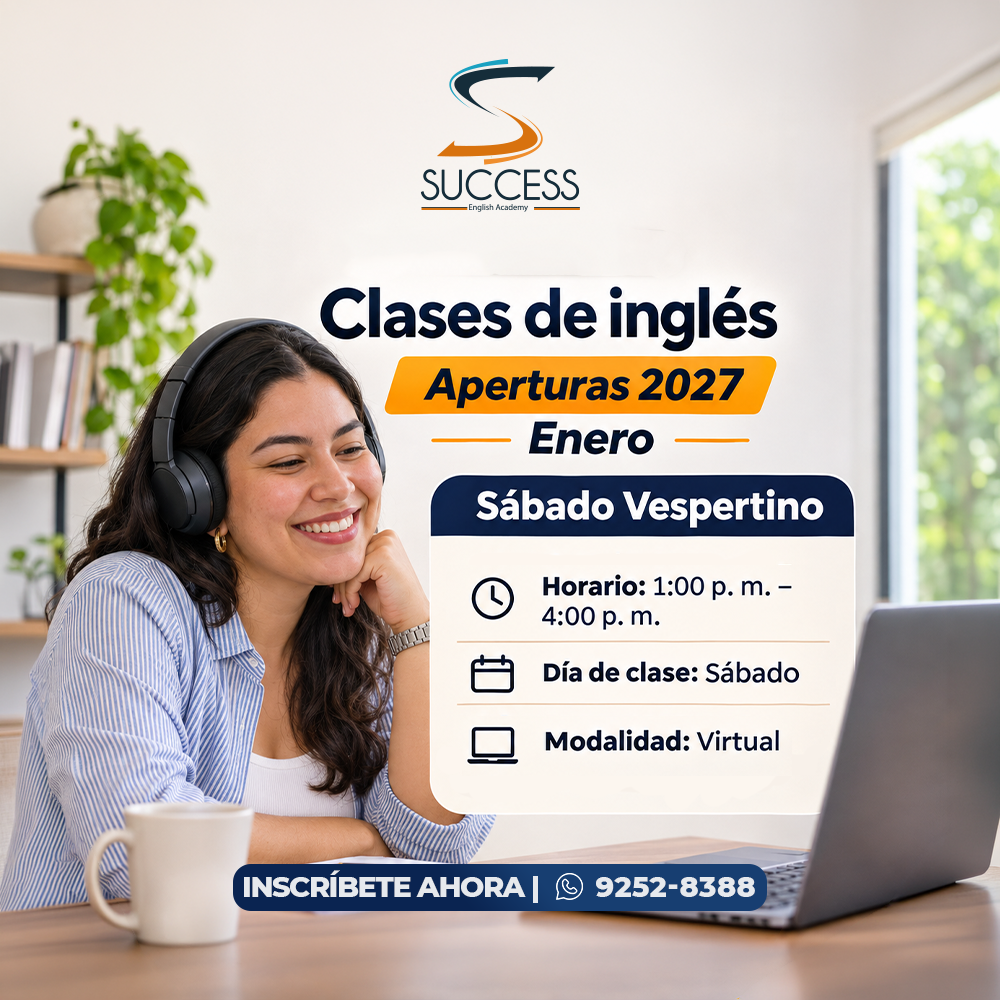 SUCCESS
English Academy
Clases de inglés
Aperturas 2027
Enero
Sábado Vespertino
Horario: 1:00 p. m. –
4:00 p. m.
Día de clase: Sábado
Modalidad: Virtual
INSCRÍBETE AHORA | 9252-8388